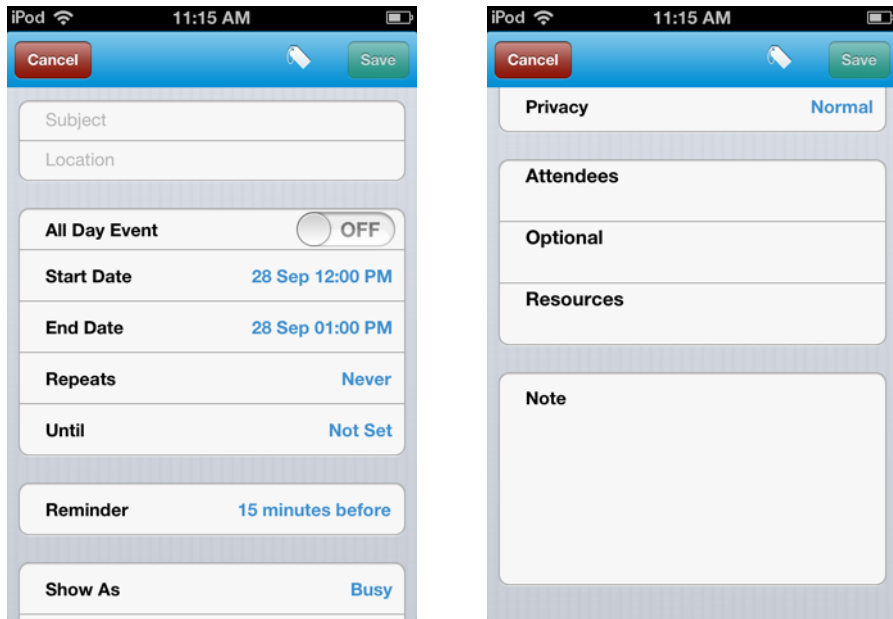 iPod 11:15 AM
Cancel Save
Subject
Location
All Day Event OFF
Start Date 28 Sep 12:00 PM
End Date 28 Sep 01:00 PM
Repeats Never
Until Not Set
Reminder 15 minutes before
Show As Busy
iPod 11:15 AM
Cancel Save
Privacy Normal
Attendees
Optional
Resources
Note